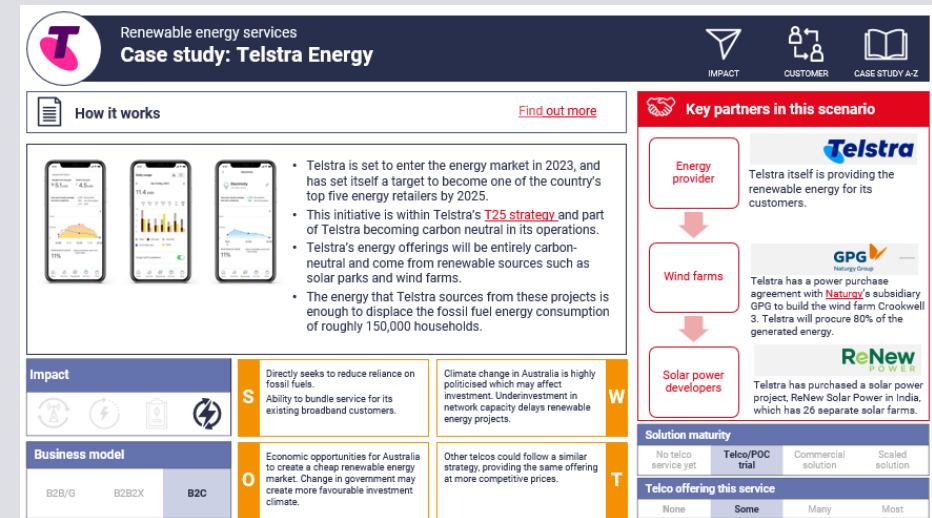 Renewable energy services
Case study: Telstra Energy
IMPACT
CUSTOMER
CASE STUDY A-Z
How it works
Find out more
• Telstra is set to enter the energy market in 2023, and
has set itself a target to become one of the country's
top five energy retailers by 2025.
• This initiative is within Telstra's T25 strategy and part
of Telstra becoming carbon neutral in its operations.
• Telstra's energy offerings will be entirely carbon-
neutral and come from renewable sources such as
solar parks and wind farms.
• The energy that Telstra sources from these projects is
enough to displace the fossil fuel energy consumption
of roughly 150,000 households.
Key partners in this scenario
Energy
provider
Telstra
Telstra itself is providing the
renewable energy for its
customers.
Wind farms
GPG
Naturgy Group
Telstra has a power purchase
agreement with Naturgy's subsidiary
GPG to build the wind farm Crookwell
3. Telstra will procure 80% of the
generated energy.
Solar power
developers
ReNew
POWER
Telstra has purchased a solar power
project, ReNew Solar Power in India,
which has 26 separate solar farms.
Impact
Business model
B2B/G
B2B2X
B2C
S
Directly seeks to reduce reliance on
fossil fuels.
Ability to bundle service for its
existing broadband customers.
Climate change in Australia is highly
politicised which may affect
investment. Underinvestment in
network capacity delays renewable
energy projects.
W
O
Economic opportunities for Australia
to create a cheap renewable energy
market. Change in government may
create more favourable investment
climate.
Other telcos could follow a similar
strategy, providing the same offering
at more competitive prices.
T
Solution maturity
No telco
service yet
Telco/POC
trial
Commercial
solution
Scaled
solution
Telco offering this service
None
Some
Many
Most